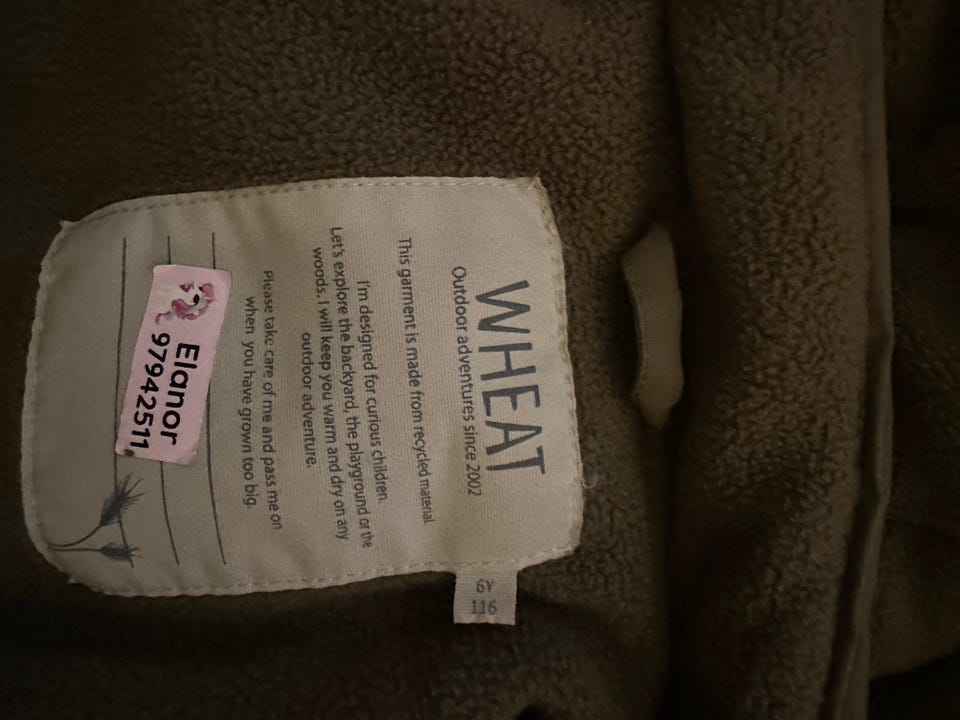 WHEAT
Outdoor adventures since 2002
This garment is made from recycled material.
I'm designed for curious children.
Let's explore the backyard, the playground or the
woods. I will keep you warm and dry on any
outdoor adventure.
Please take care of me and pass me on
when you have grown too big.
Elanor
97942511
6Y
116